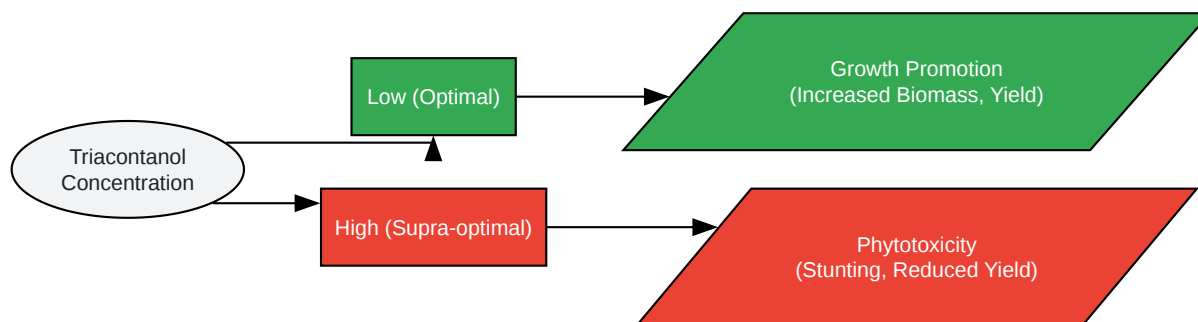 Triacontanol
Concentration
Low (Optimal)
Growth Promotion
(Increased Biomass, Yield)
High (Supra-optimal)
Phytotoxicity
(Stunting, Reduced Yield)